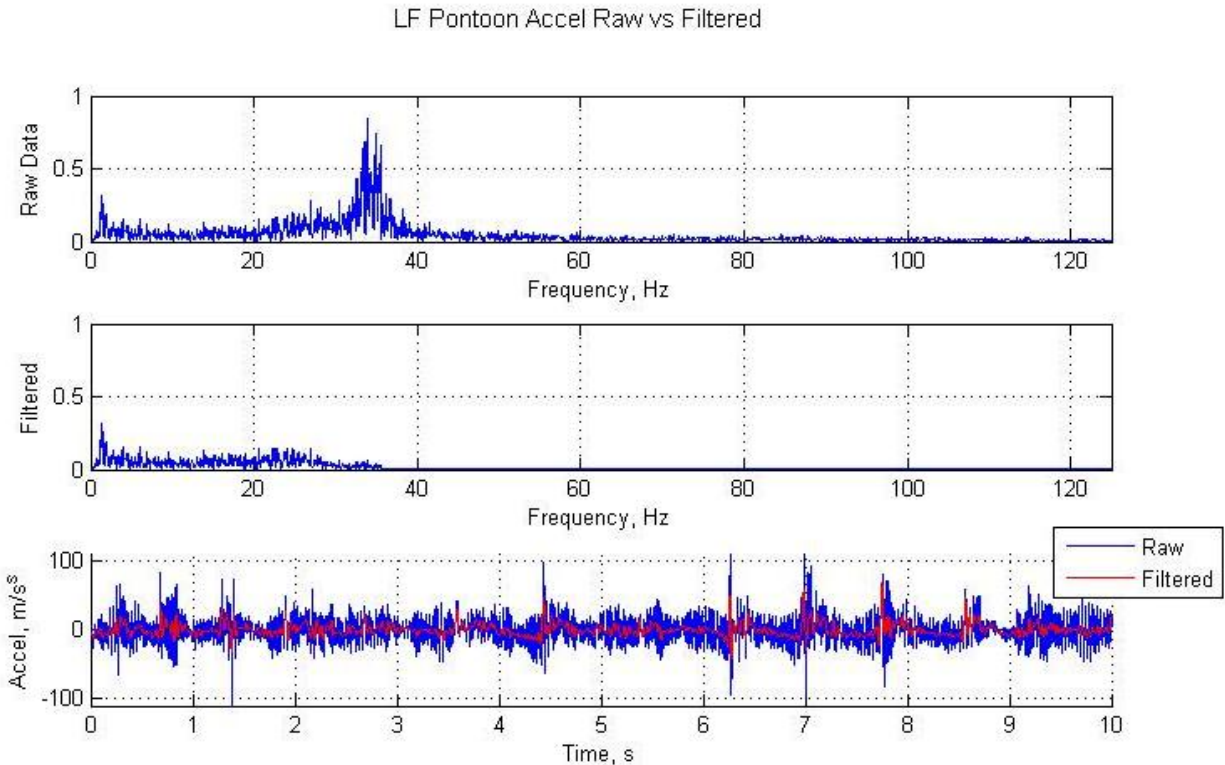 LF Pontoon Accel Raw vs Filtered
1
0.5
0
Raw Data
0 20 40 60 80 100 120
Frequency, Hz
1
0.5
0
Filtered
0 20 40 60 80 100 120
Frequency, Hz
Raw
Filtered
100
0
-100
Accel, m/s^s
0 1 2 3 4 5 6 7 8 9 10
Time, s